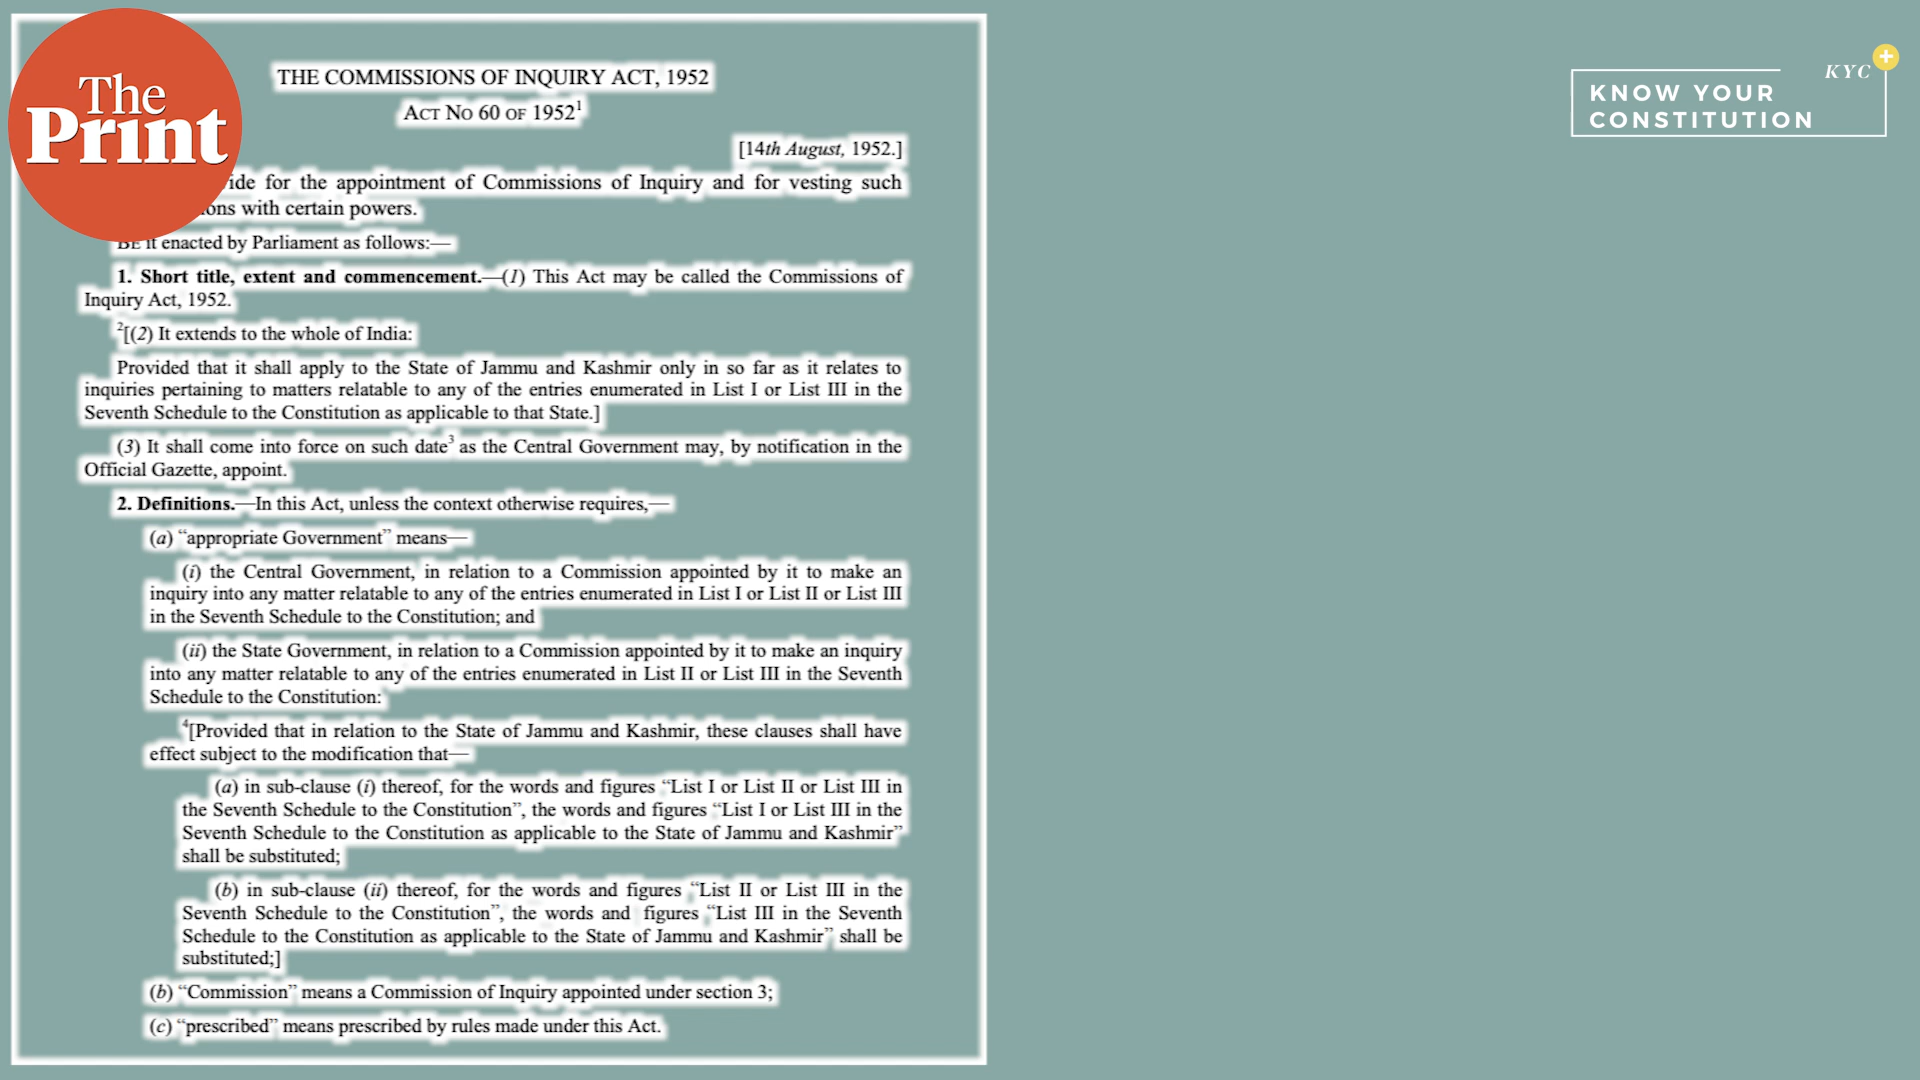 The
Print
THE COMMISSIONS OF INQUIRY ACT, 1952
ACT NO 60 OF 1952¹
[14th August, 1952.]
for the appointment of Commissions of Inquiry and for vesting such
with certain powers.
BE it enacted by Parliament as follows:—
1. Short title, extent and commencement.—(1) This Act may be called the Commissions of
Inquiry Act, 1952.
²[(2) It extends to the whole of India:
Provided that it shall apply to the State of Jammu and Kashmir only in so far as it relates to
inquiries pertaining to matters relatable to any of the entries enumerated in List I or List III in the
Seventh Schedule to the Constitution as applicable to that State.]
(3) It shall come into force on such date³ as the Central Government may, by notification in the
Official Gazette, appoint.
2. Definitions.—In this Act, unless the context otherwise requires,—
(a) “appropriate Government” means—
(i) the Central Government, in relation to a Commission appointed by it to make an
inquiry into any matter relatable to any of the entries enumerated in List I or List II or List III
in the Seventh Schedule to the Constitution; and
(ii) the State Government, in relation to a Commission appointed by it to make an inquiry
into any matter relatable to any of the entries enumerated in List II or List III in the Seventh
Schedule to the Constitution:
⁴[Provided that in relation to the State of Jammu and Kashmir, these clauses shall have
effect subject to the modification that—
(a) in sub-clause (i) thereof, for the words and figures “List I or List II or List III in
the Seventh Schedule to the Constitution”, the words and figures “List I or List III in the
Seventh Schedule to the Constitution as applicable to the State of Jammu and Kashmir”
shall be substituted;
(b) in sub-clause (ii) thereof, for the words and figures “List II or List III in the
Seventh Schedule to the Constitution”, the words and figures “List III in the Seventh
Schedule to the Constitution as applicable to the State of Jammu and Kashmir” shall be
substituted;]
(b) “Commission” means a Commission of Inquiry appointed under section 3;
(c) “prescribed” means prescribed by rules made under this Act.
KYC +
KNOW YOUR
CONSTITUTION